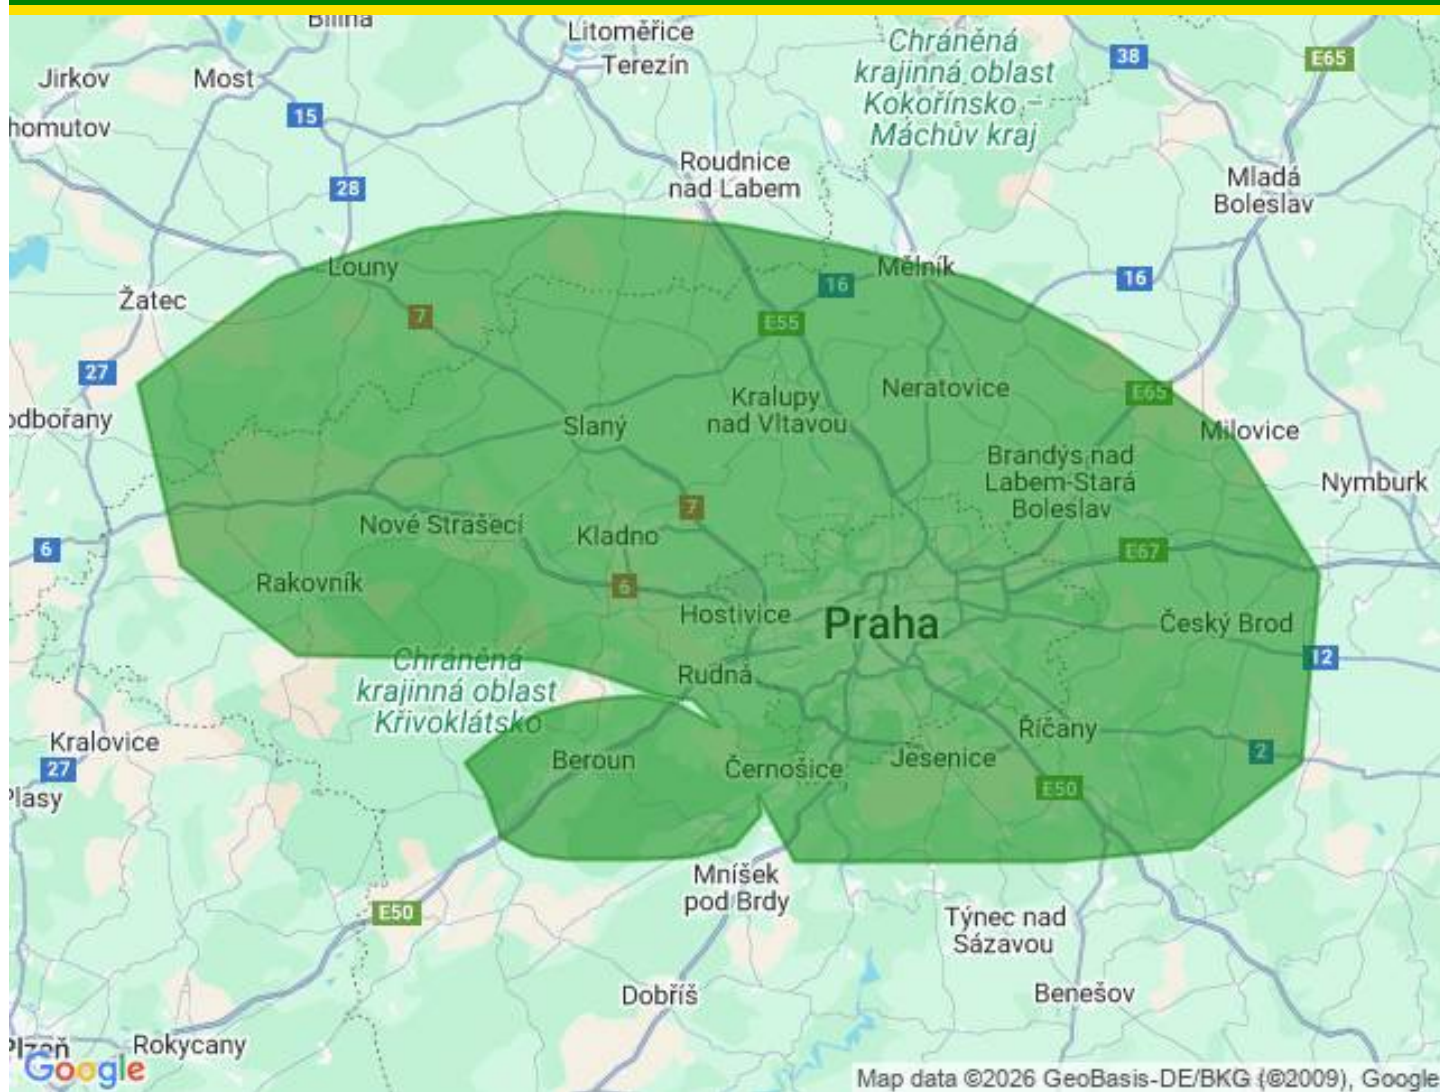 Bílina
Litoměřice
Terezín
Chráněná
krajinná oblast
Kokořínsko –
Máchův kraj
38
E65
Jirkov
Most
15
homutov
28
Roudnice
nad Labem
Mladá
Boleslav
Louny
Mělník
16
16
Žatec
7
E55
27
odbořany
Kralupy
nad Vltavou
Neratovice
E65
Slaný
Milovice
Brandýs nad
Labem-Stará
Boleslav
Nymburk
7
Nové Strašecí
Kladno
6
E67
Rakovník
6
Hostivice
Praha
Český Brod
12
Chráněná
krajinná oblast
Křivoklátsko
Rudná
Kralovice
27
Plasy
Beroun
Černošice
Jesenice
Říčany
2
E50
Mníšek
pod Brdy
E50
Týnec nad
Sázavou
Dobříš
Benešov
Plzeň
Rokycany
Google
Map data ©2026 GeoBasis-DE/BKG (©2009), Google